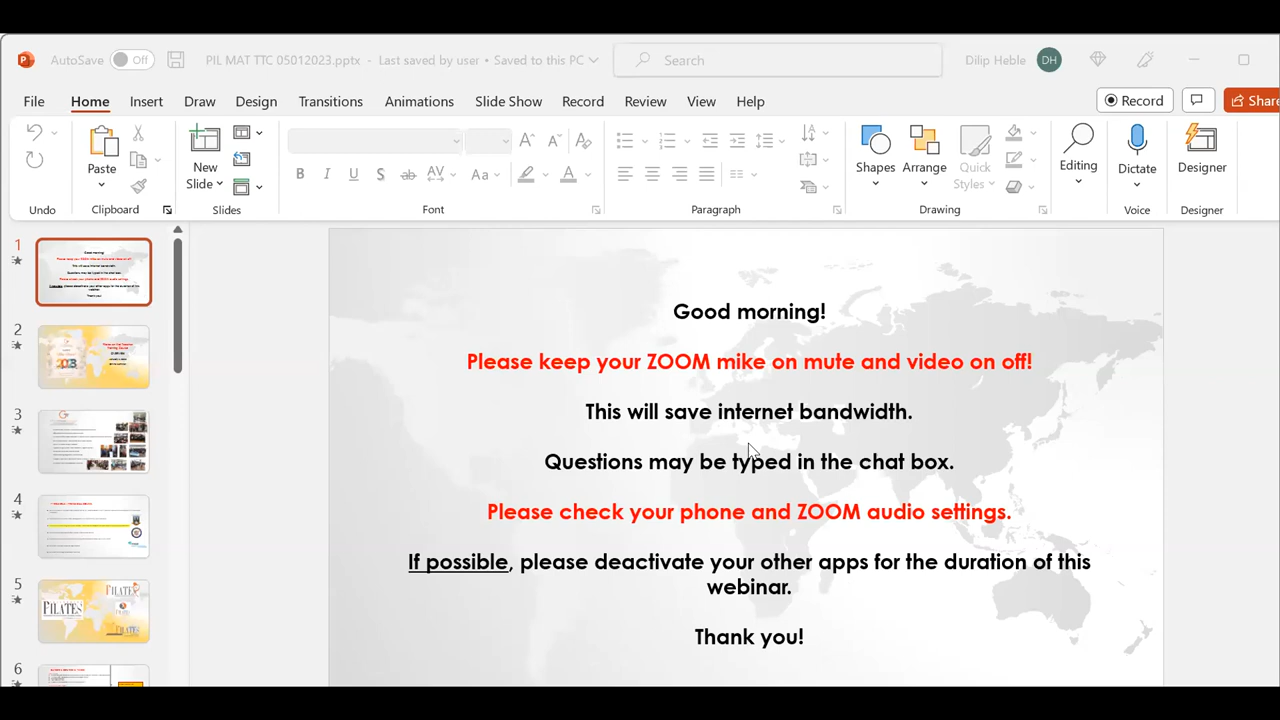 AutoSave Off PIL MAT TTC 05012023.pptx • Last saved by user • Saved to this PC Search Dilip Heble DH
File Home Insert Draw Design Transitions Animations Slide Show Record Review View Help Record Share
Paste New Slide Aa Shapes Arrange Quick Styles Editing Dictate Designer
Undo Clipboard Slides Font Paragraph Drawing Voice Designer
1
2
2023
3
4
5
PILATES
PILATES
6
Good morning!
Please keep your ZOOM mike on mute and video on off!
This will save internet bandwidth.
Questions may be typed in the chat box.
Please check your phone and ZOOM audio settings.
If possible, please deactivate your other apps for the duration of this
webinar.
Thank you!